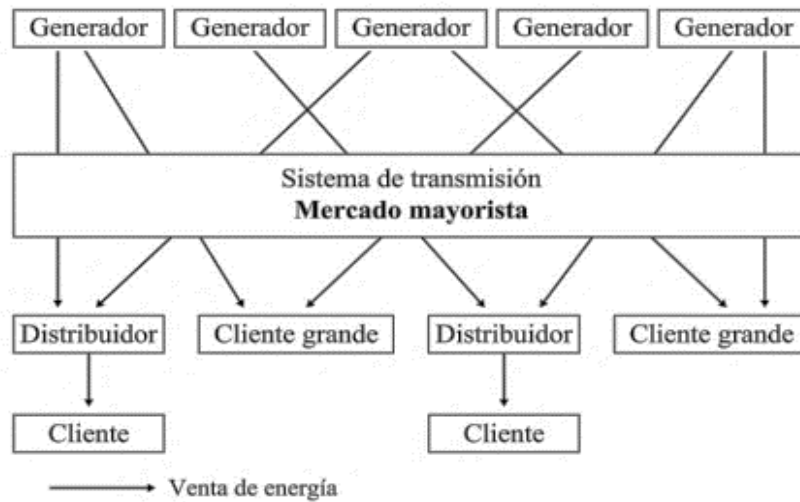 Generador Generador Generador Generador Generador
Sistema de transmisión
Mercado mayorista
Distribuidor Cliente grande Distribuidor Cliente grande
Cliente Cliente
Venta de energía